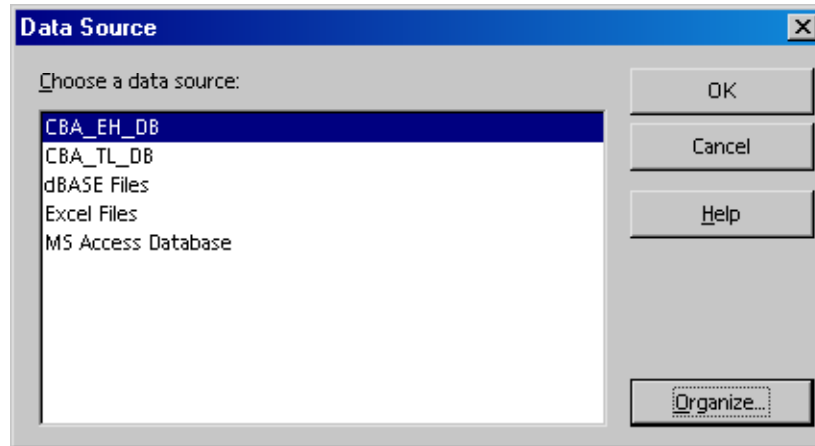 Data Source
Choose a data source:
CBA_EH_DB
CBA_TL_DB
dBASE Files
Excel Files
MS Access Database
OK
Cancel
Help
Organize...